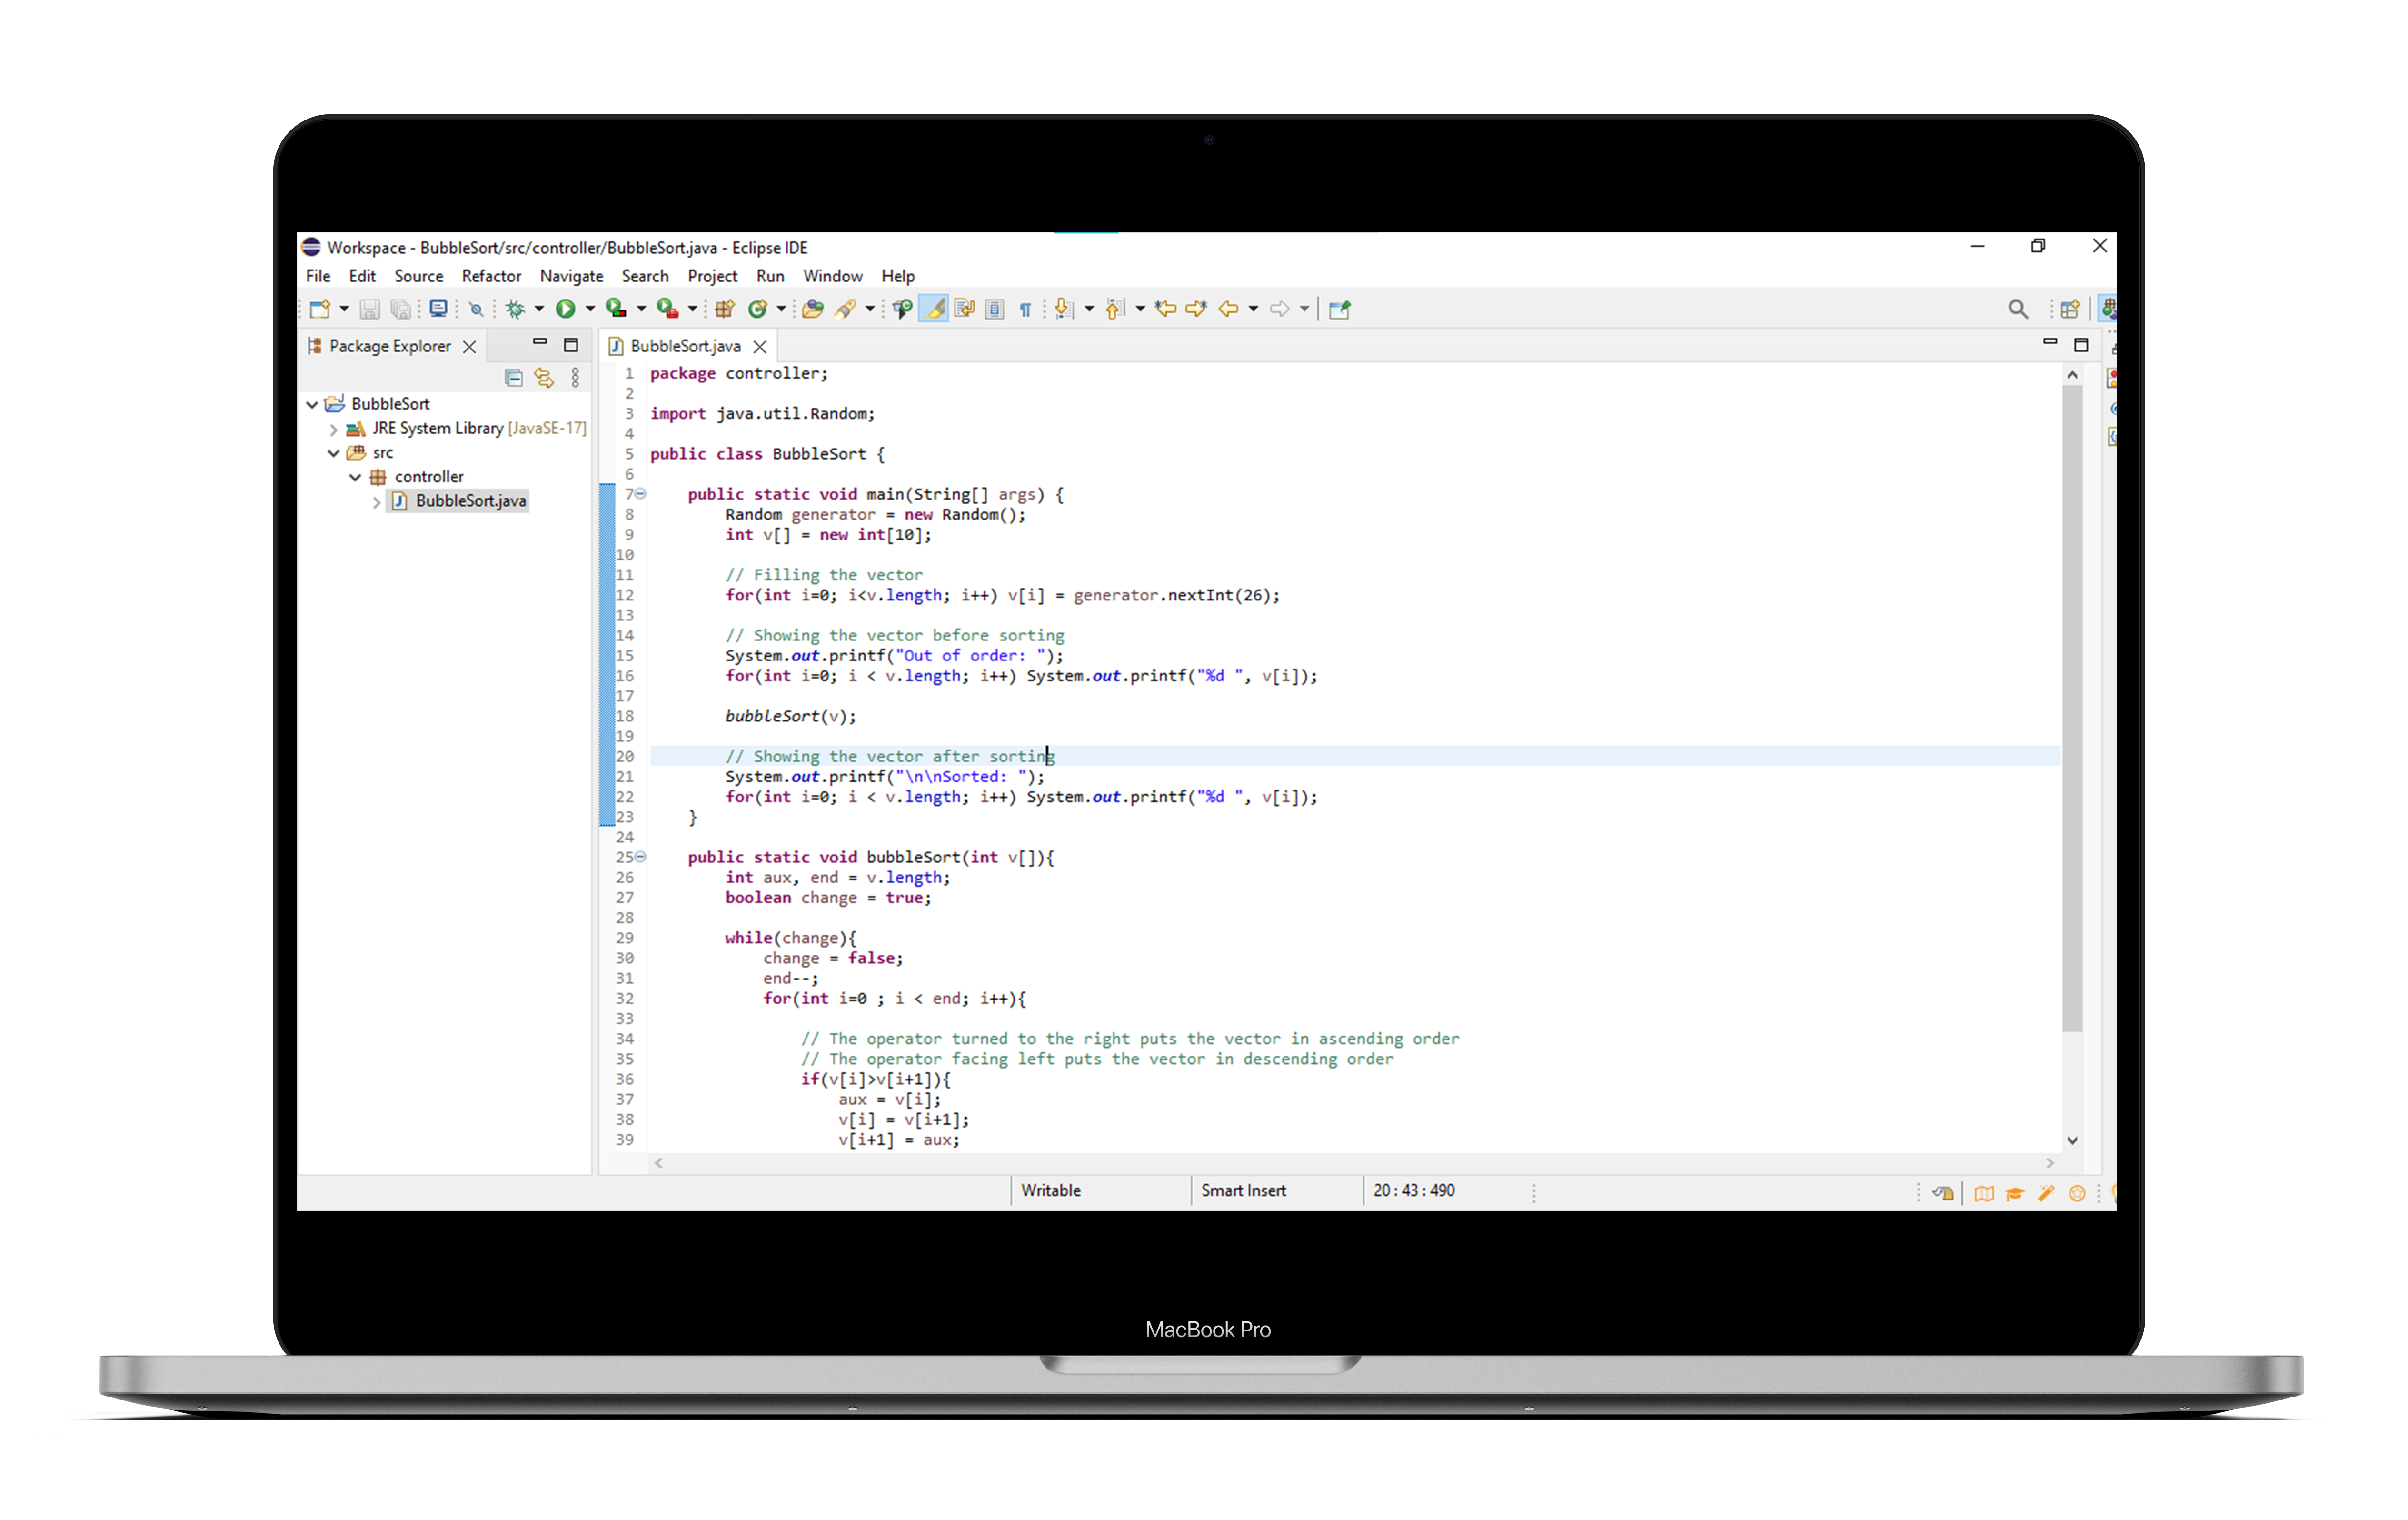 Workspace - BubbleSort/src/controller/BubbleSort.java - Eclipse IDE
File Edit Source Refactor Navigate Search Project Run Window Help
Package Explorer
BubbleSort
JRE System Library [JavaSE-17]
src
controller
BubbleSort.java
BubbleSort.java
1 package controller;
2
3 import java.util.Random;
4
5 public class BubbleSort {
6
7 public static void main(String[] args) {
8 Random generator = new Random();
9 int v[] = new int[10];
10
11 // Filling the vector
12 for(int i=0; i<v.length; i++) v[i] = generator.nextInt(26);
13
14 // Showing the vector before sorting
15 System.out.printf("Out of order: ");
16 for(int i=0; i < v.length; i++) System.out.printf("%d ", v[i]);
17
18 bubbleSort(v);
19
20 // Showing the vector after sorting
21 System.out.printf("\n\nSorted: ");
22 for(int i=0; i < v.length; i++) System.out.printf("%d ", v[i]);
23 }
24
25 public static void bubbleSort(int v[]){
26 int aux, end = v.length;
27 boolean change = true;
28
29 while(change){
30 change = false;
31 end--;
32 for(int i=0 ; i < end; i++){
33
34 // The operator turned to the right puts the vector in ascending order
35 // The operator facing left puts the vector in descending order
36 if(v[i]>v[i+1]){
37 aux = v[i];
38 v[i] = v[i+1];
39 v[i+1] = aux;
Writable Smart Insert 20 : 43 : 490
MacBook Pro